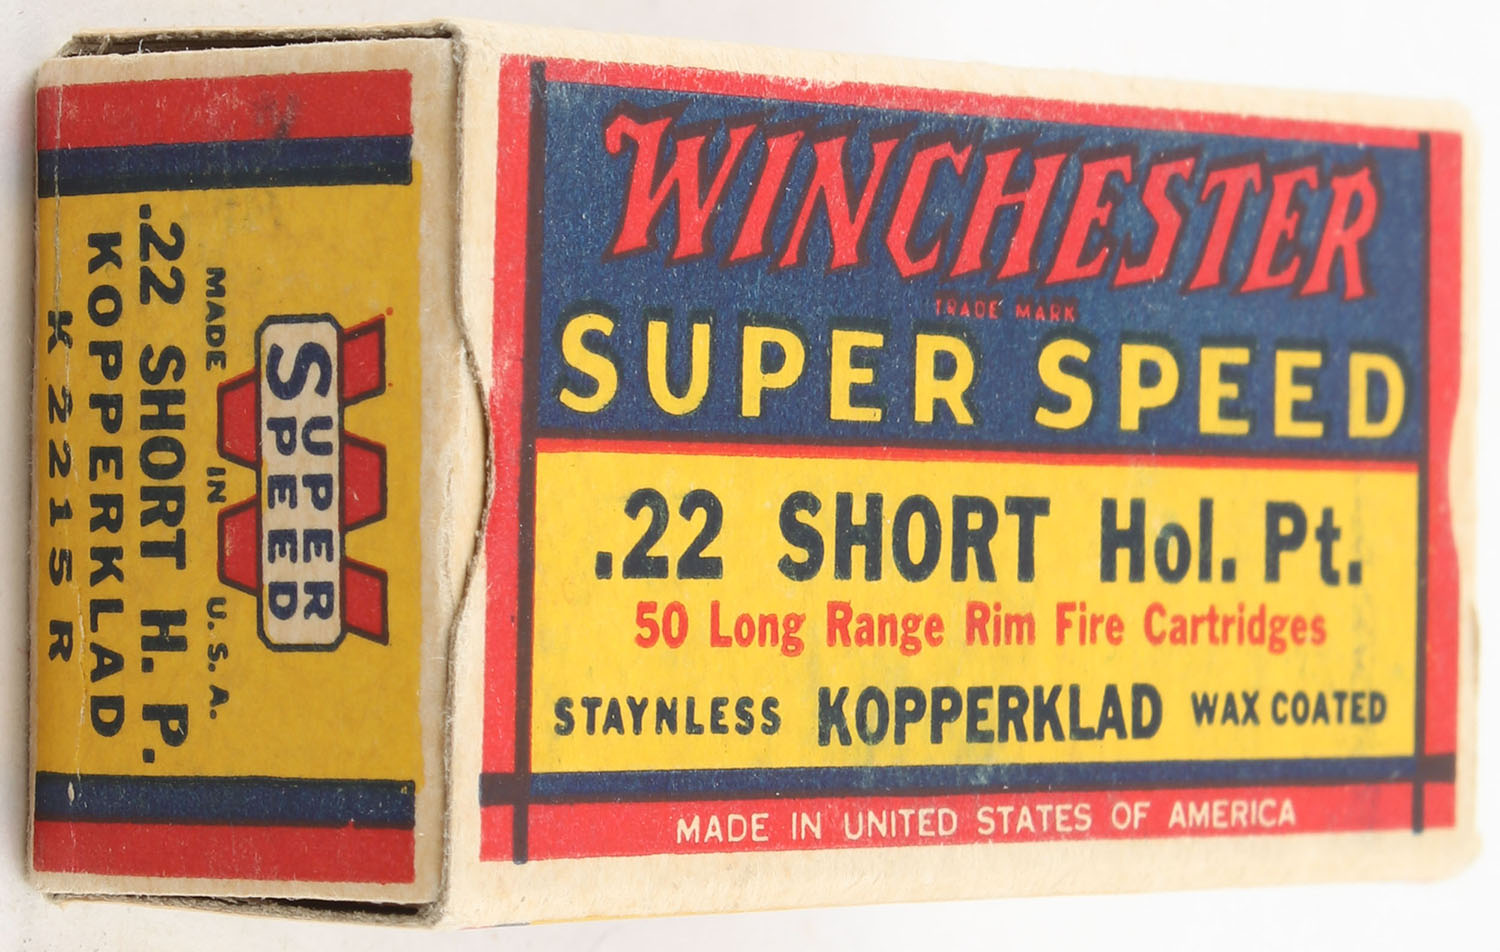 WINCHESTER
TRADE MARK
SUPER SPEED
.22 SHORT Hol. Pt.
50 Long Range Rim Fire Cartridges
STAYNLESS KOPPERKLAD WAX COATED
MADE IN UNITED STATES OF AMERICA
SUPER
SPEED
MADE IN U.S.A.
.22 SHORT H. P.
KOPPERKLAD
K2215R